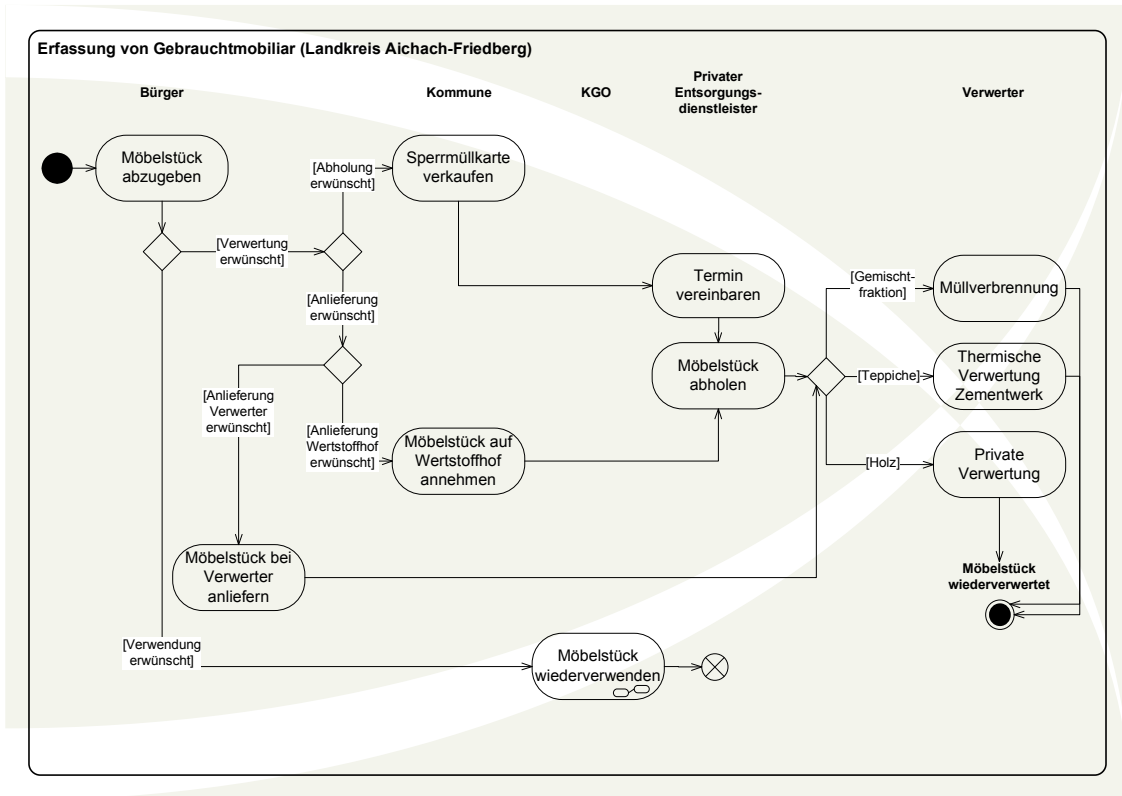 Erfassung von Gebrauchtmobiliar (Landkreis Aichach-Friedberg)
Bürger
Kommune
KGO
Privater
Entsorgungs-
dienstleister
Verwerter
Möbelstück
abzugeben
[Abholung
erwünscht]
Sperrmüllkarte
verkaufen
[Verwertung
erwünscht]
[Anlieferung
erwünscht]
Termin
vereinbaren
[Gemischt-
fraktion]
Müllverbrennung
Möbelstück
abholen
[Teppiche]
Thermische
Verwertung
Zementwerk
[Anlieferung
Verwerter
erwünscht]
[Anlieferung
Wertstoffhof
erwünscht]
Möbelstück auf
Wertstoffhof
annehmen
[Holz]
Private
Verwertung
Möbelstück bei
Verwerter
anliefern
Möbelstück
wiederverwertet
[Verwendung
erwünscht]
Möbelstück
wiederverwenden